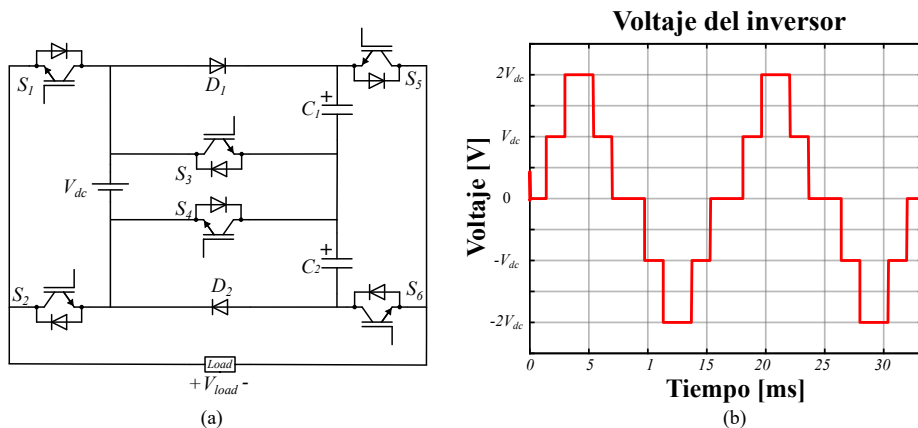 S1
D1
S5
+
C1
S3
Vdc
S4
+
C2
S2
D2
S6
Load
+ Vload -
(a)
Voltaje del inversor
Voltaje [V]
2Vdc
Vdc
0
-Vdc
-2Vdc
0 5 1 15 20 25 30
Tiempo [ms]
(b)